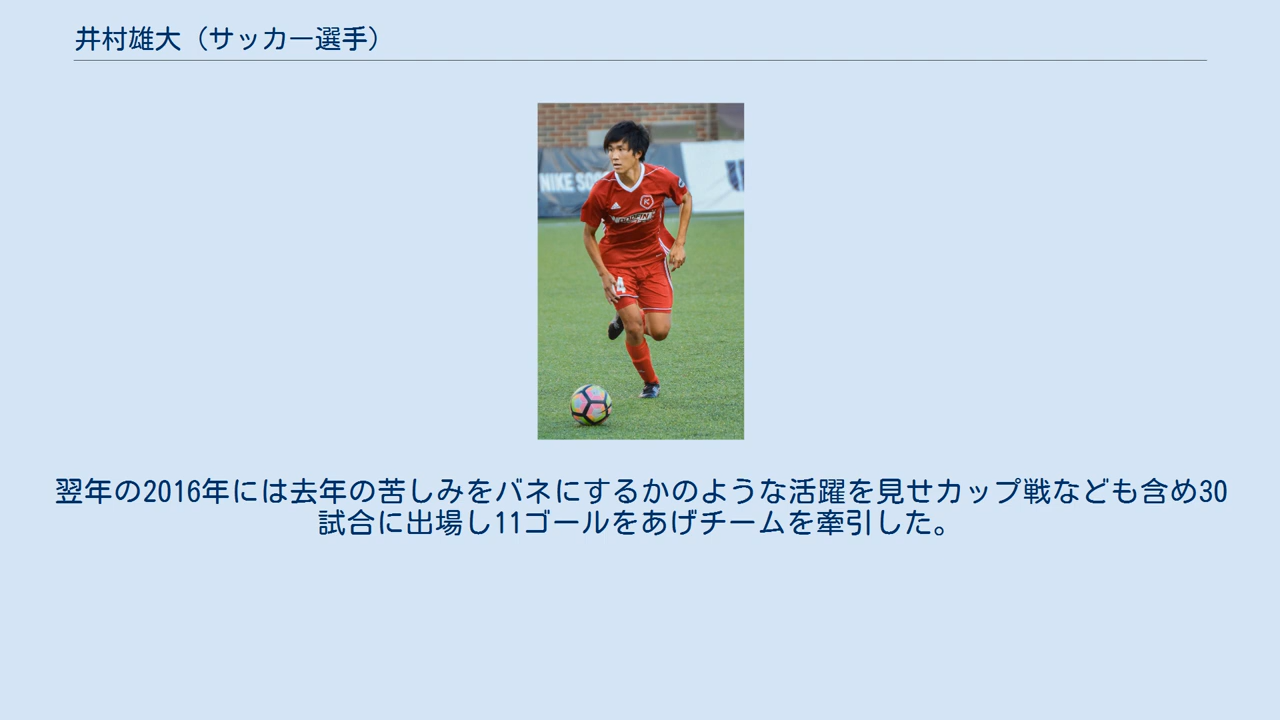 井村雄大（サッカー選手）
NIKE SOC
K
4
翌年の2016年には去年の苦しみをバネにするかのような活躍を見せカップ戦なども含め30
試合に出場し11ゴールをあげチームを牽引した。